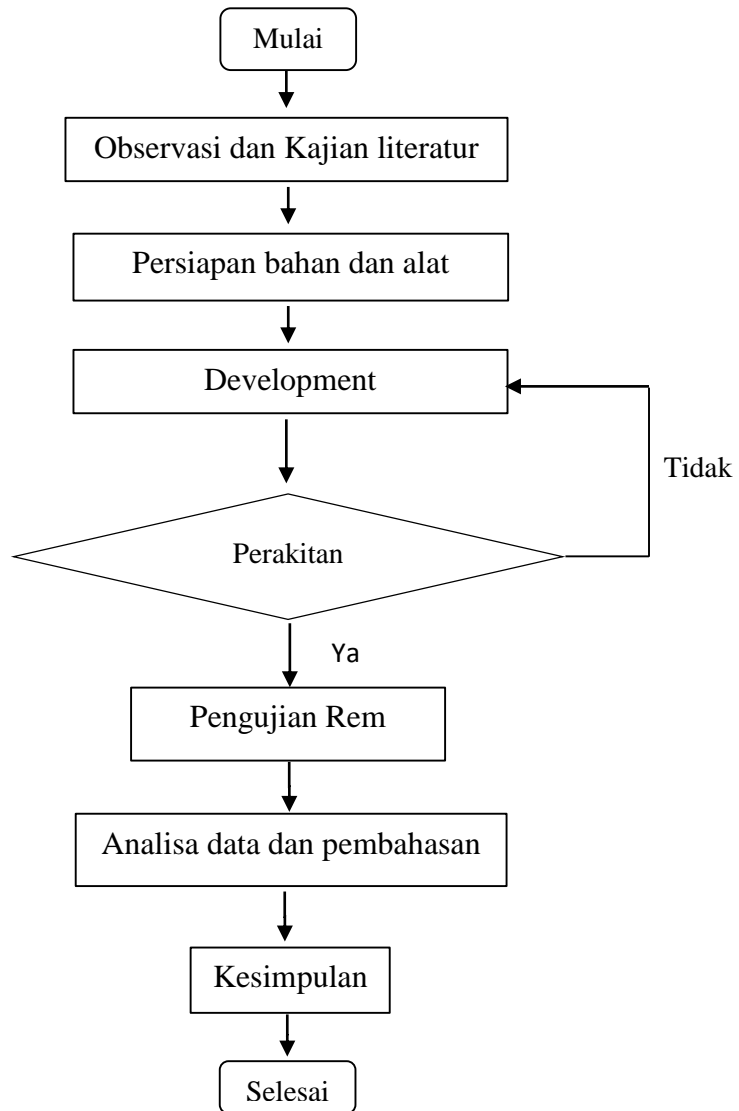 Mulai
Observasi dan Kajian literatur
Persiapan bahan dan alat
Development
Tidak
Perakitan
Ya
Pengujian Rem
Analisa data dan pembahasan
Kesimpulan
Selesai